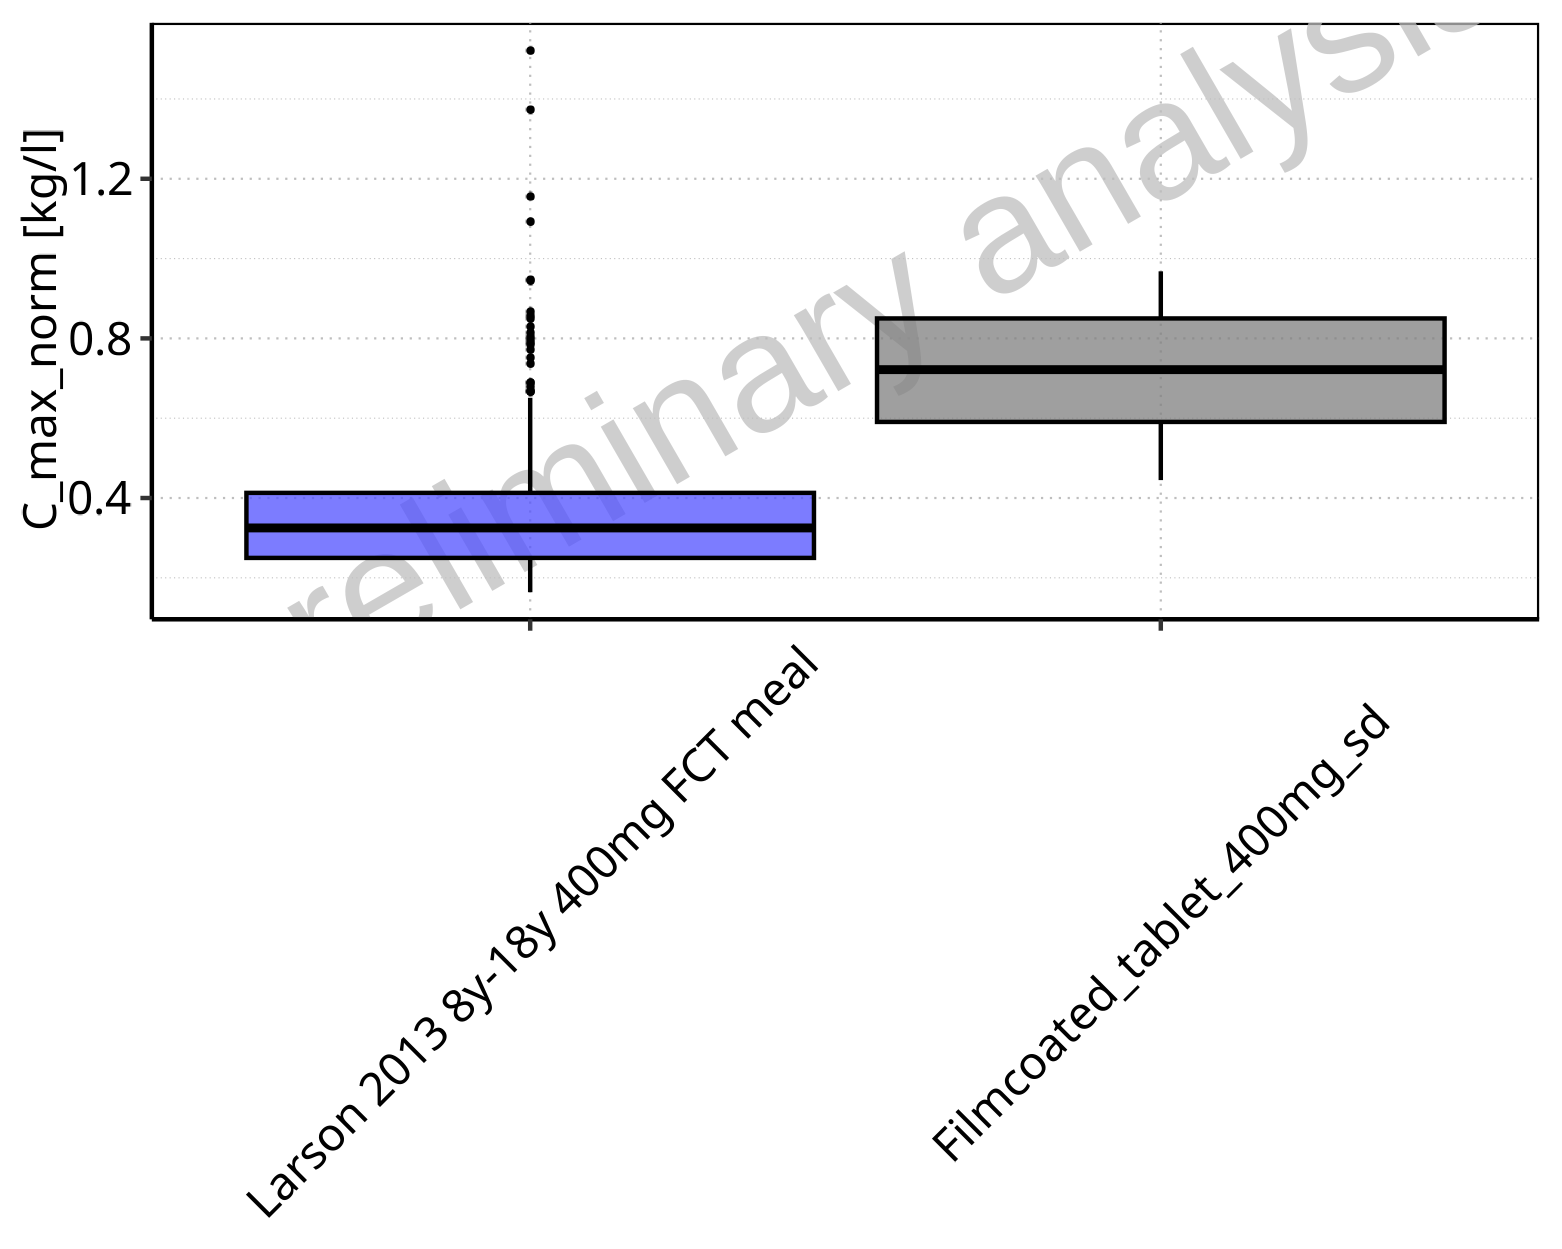 C_max_norm [kg/l]
1.2
0.8
0.4
reliminary analysis
Larson 2013 8y-18y 400mg FCT meal
Filmcoated_tablet_400mg_sd